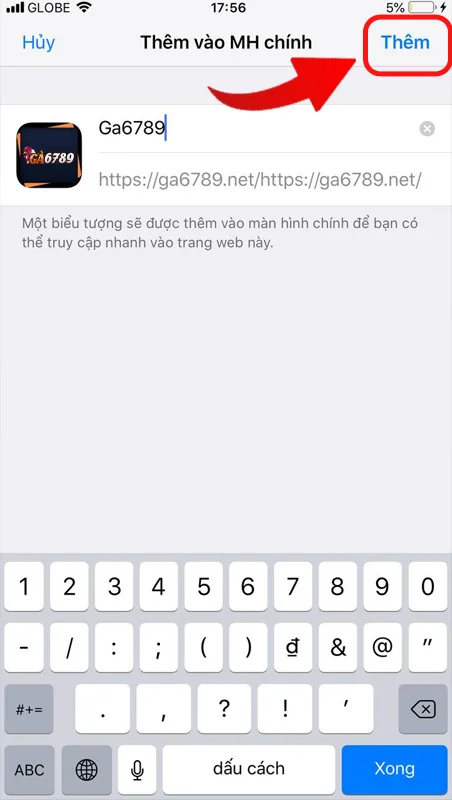 GLOBE 17:56 5%
Hủy Thêm vào MH chính Thêm
GA6789
Ga6789
https://ga6789.net/https://ga6789.net/
Một biểu tượng sẽ được thêm vào màn hình chính để bạn có
thể truy cập nhanh vào trang web này.
1 2 3 4 5 6 7 8 9 0
- / : ; ( ) ₫ & @ "
#+= . , ? ! ’
ABC dấu cách Xong